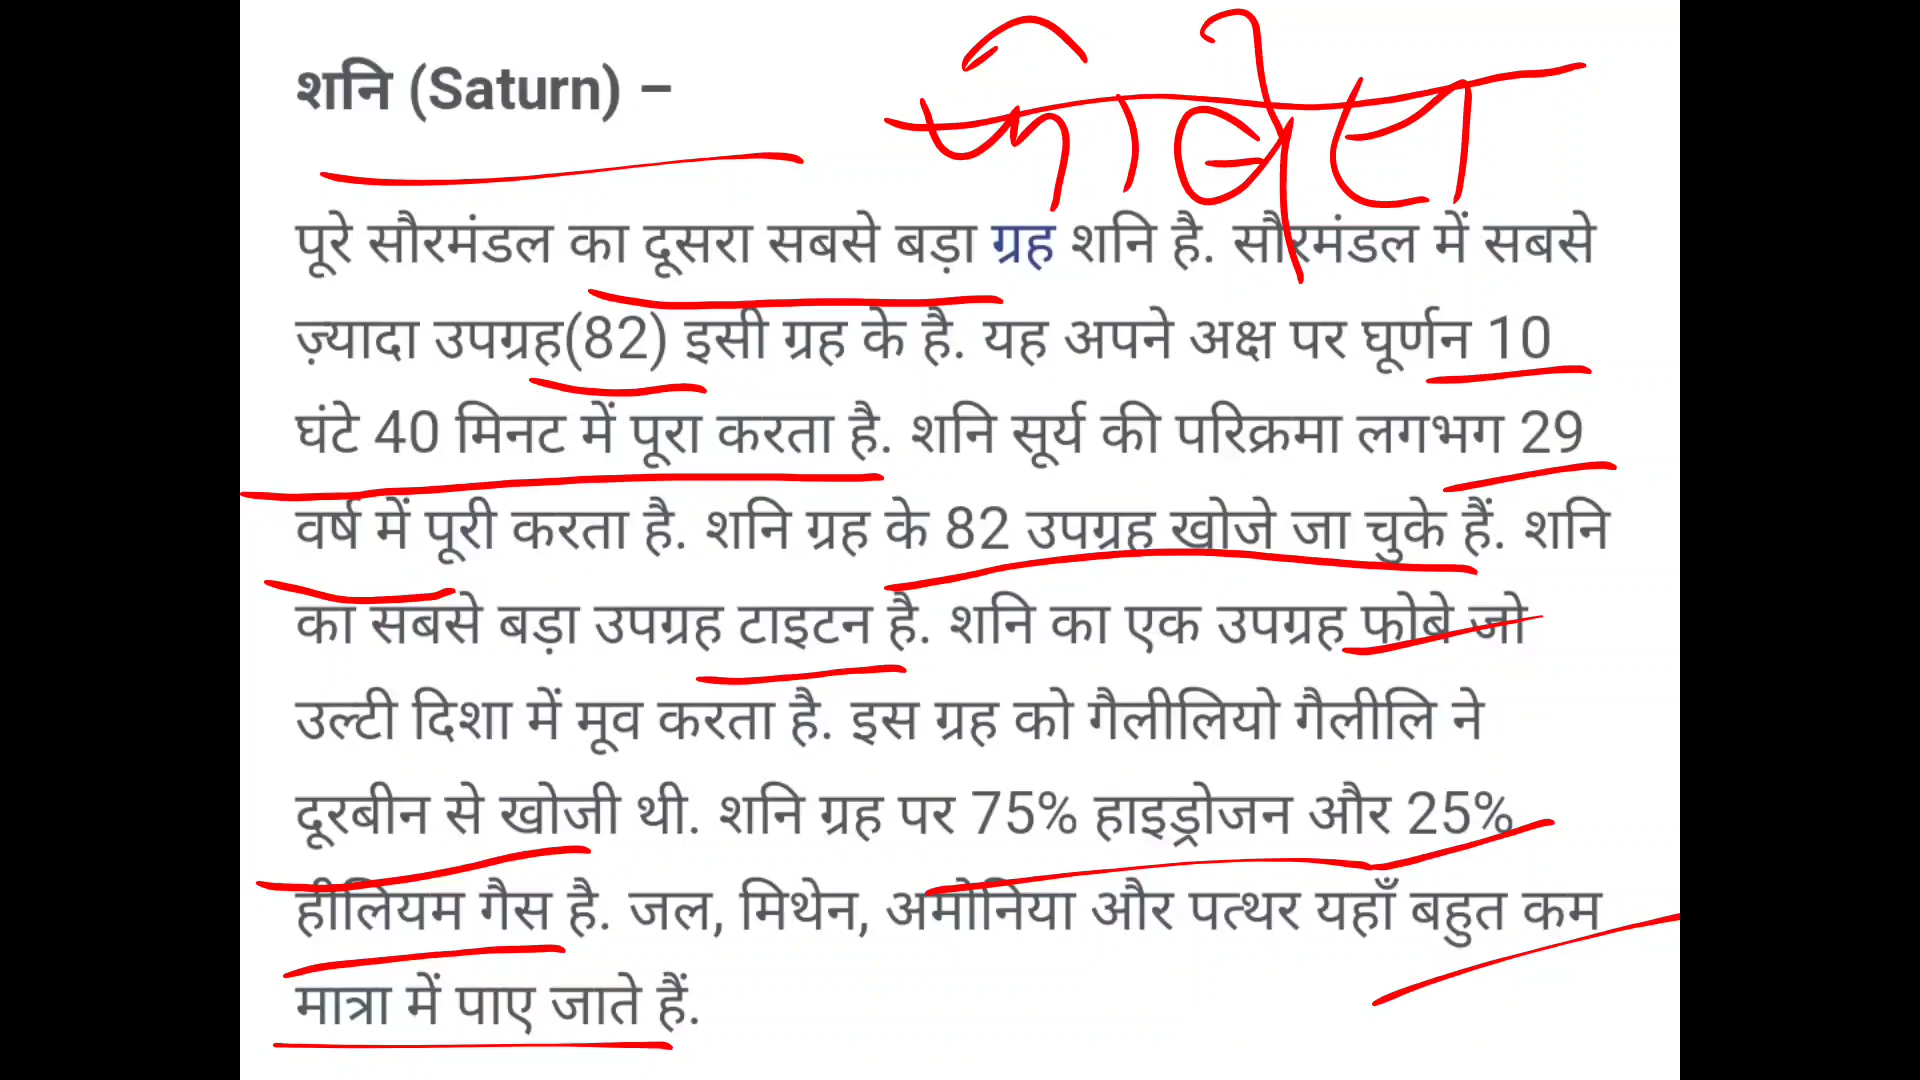 शनि (Saturn) –
पूरे सौरमंडल का दूसरा सबसे बड़ा ग्रह शनि है. सौरमंडल में सबसे
ज़्यादा उपग्रह(82) इसी ग्रह के है. यह अपने अक्ष पर घूर्णन 10
घंटे 40 मिनट में पूरा करता है. शनि सूर्य की परिक्रमा लगभग 29
वर्ष में पूरी करता है. शनि ग्रह के 82 उपग्रह खोजे जा चुके हैं. शनि
का सबसे बड़ा उपग्रह टाइटन है. शनि का एक उपग्रह फोबे जो
उल्टी दिशा में मूव करता है. इस ग्रह को गैलीलियो गैलीलि ने
दूरबीन से खोजी थी. शनि ग्रह पर 75% हाइड्रोजन और 25%
हीलियम गैस है. जल, मिथेन, अमोनिया और पत्थर यहाँ बहुत कम
मात्रा में पाए जाते हैं.